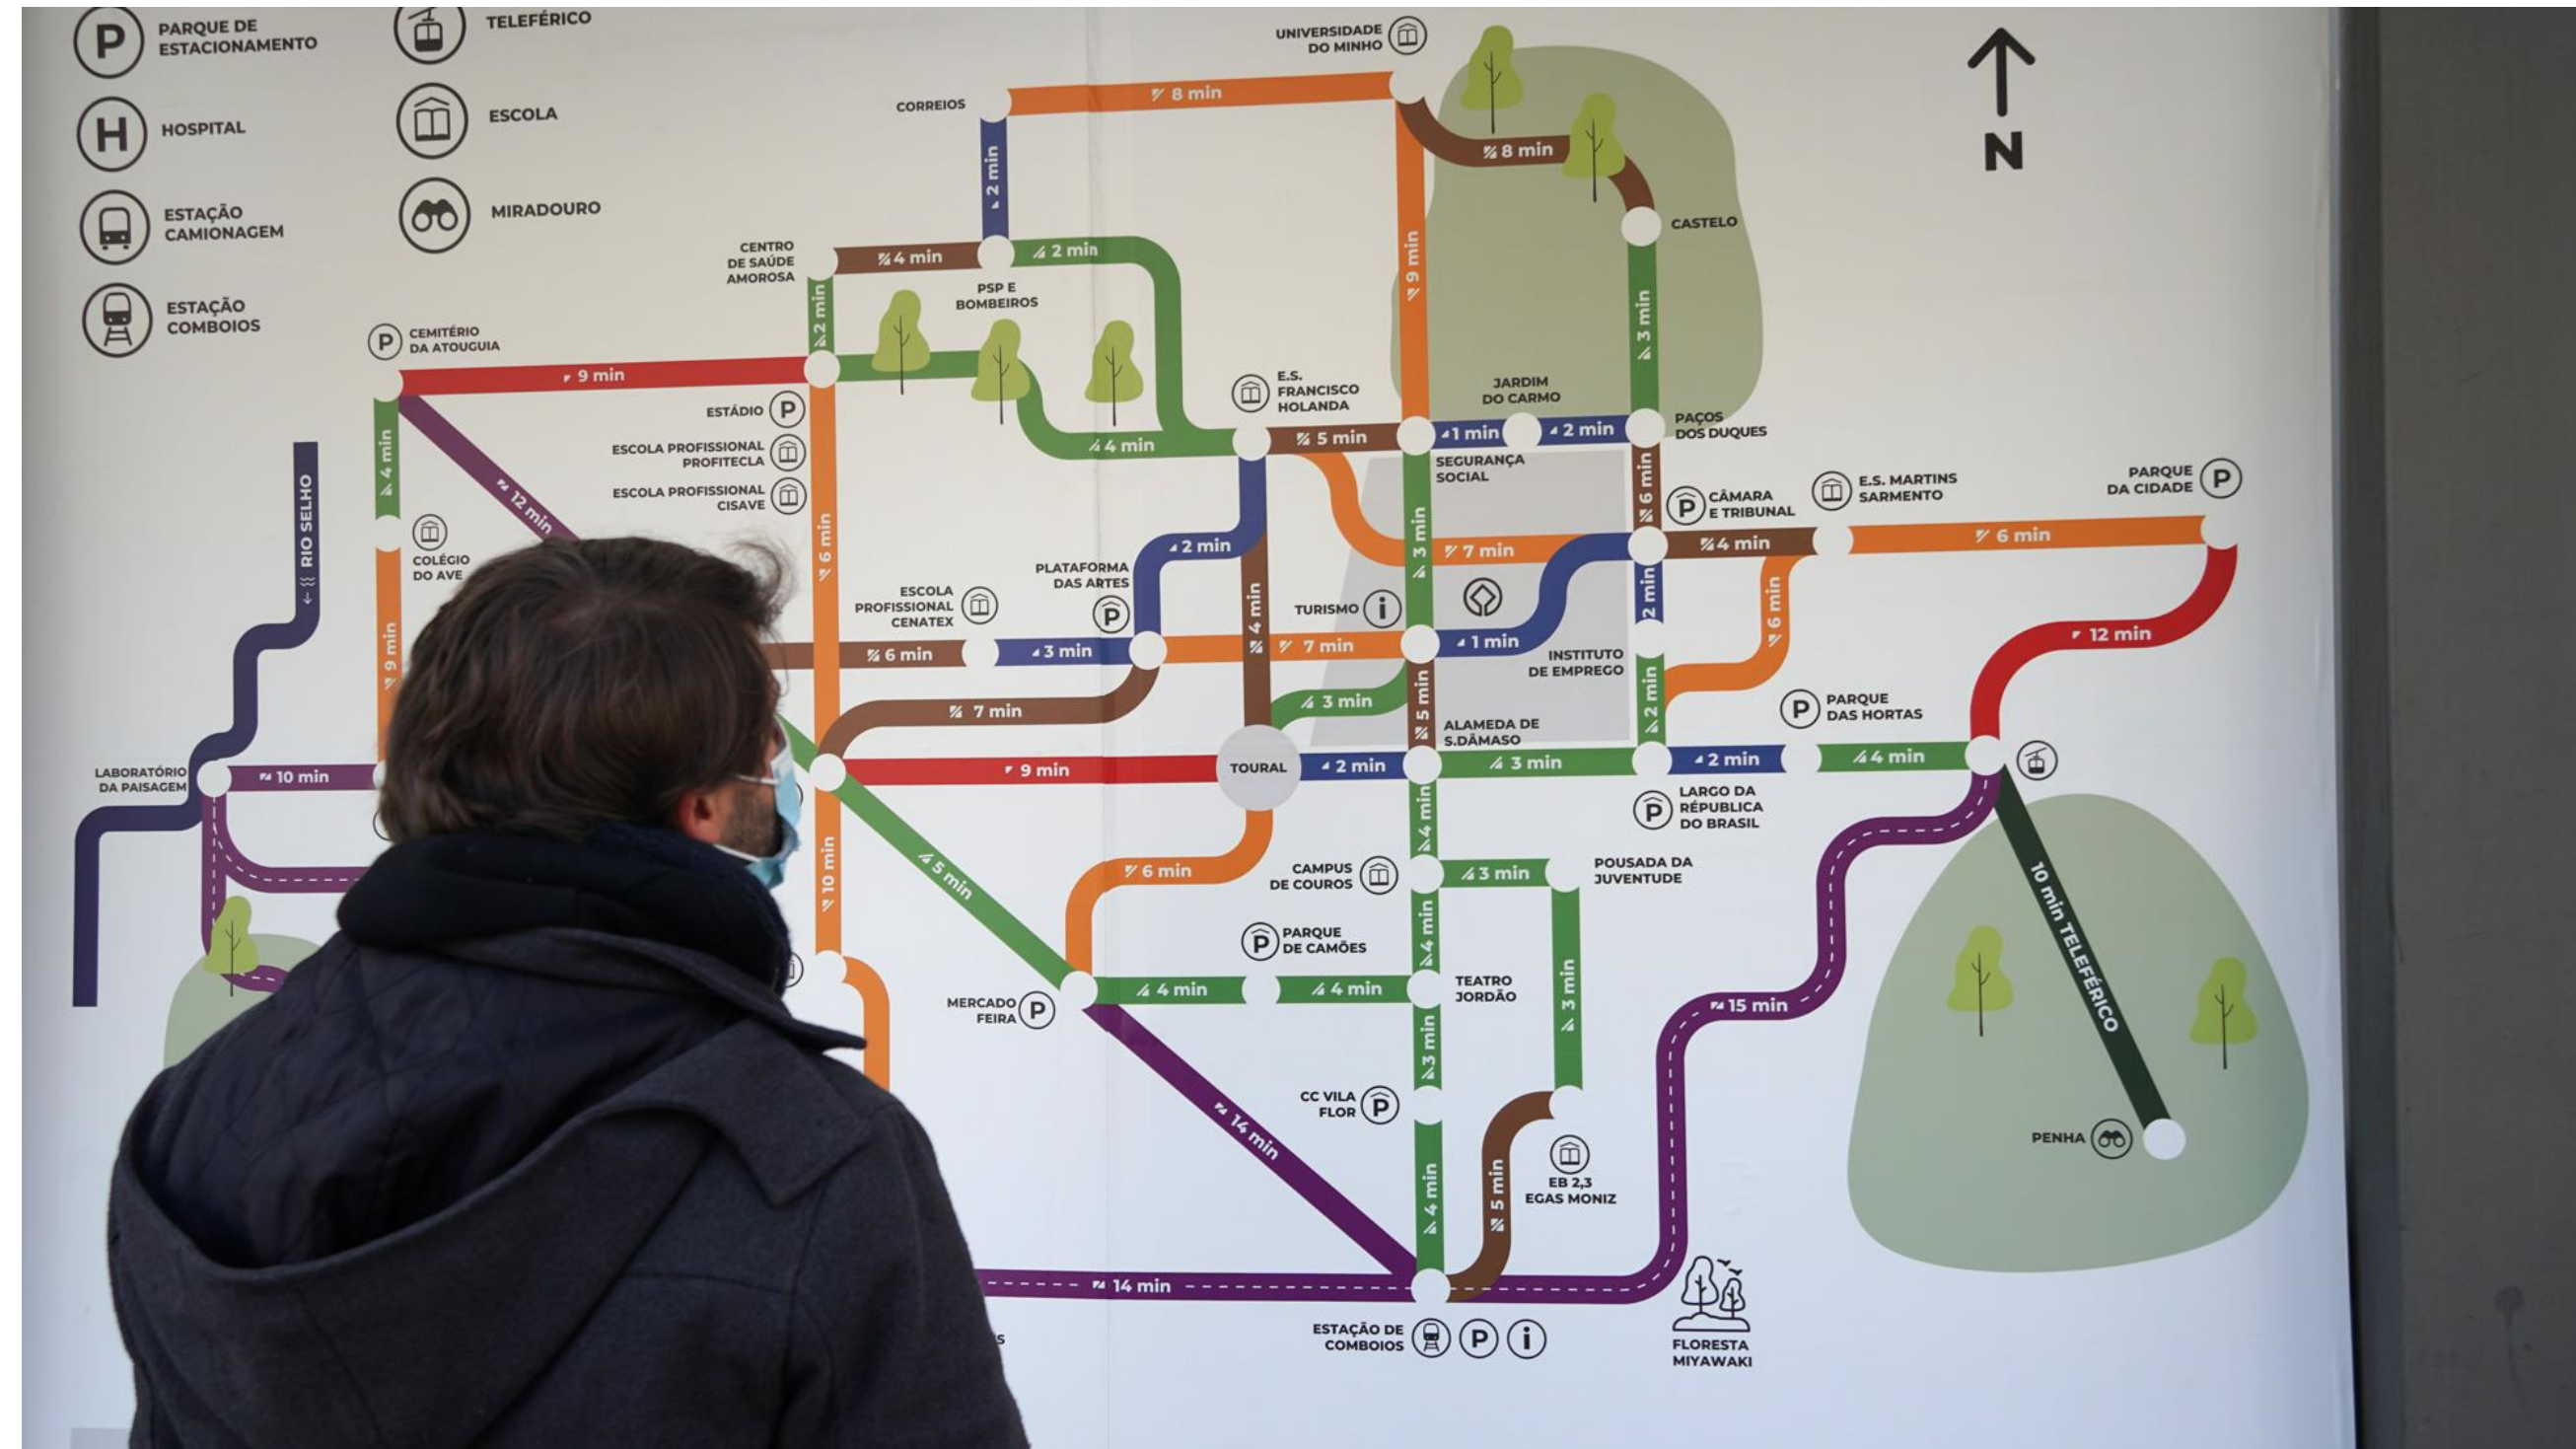 P PARQUE DE
ESTACIONAMENTO
TELEFÉRICO
H HOSPITAL
ESCOLA
ESTAÇÃO
CAMIONAGEM
MIRADOURO
ESTAÇÃO
COMBOIOS
UNIVERSIDADE
DO MINHO
N
CORREIOS
8 min
2 min
8 min
9 min
CASTELO
3 min
CENTRO
DE SAÚDE
AMOROSA
4 min
2 min
PSP E
BOMBEIROS
2 min
P CEMITÉRIO
DA ATOUGUIA
9 min
ESTÁDIO P
ESCOLA PROFISSIONAL
PROFITECLA
ESCOLA PROFISSIONAL
CISAVE
4 min
12 min
4 min
E.S.
FRANCISCO
HOLANDA
5 min
JARDIM
DO CARMO
1 min
2 min
PAÇOS
DOS DUQUES
SEGURANÇA
SOCIAL
6 min
P CÂMARA
E TRIBUNAL
E.S. MARTINS
SARMENTO
PARQUE
DA CIDADE P
RIO SELHO
COLÉGIO
DO AVE
9 min
6 min
2 min
3 min
7 min
4 min
6 min
PLATAFORMA
DAS ARTES
P
ESCOLA
PROFISSIONAL
CENATEX
4 min
TURISMO i
2 min
6 min
12 min
6 min
3 min
7 min
1 min
INSTITUTO
DE EMPREGO
2 min
7 min
3 min
5 min
ALAMEDA DE
S.DÂMASO
P PARQUE
DAS HORTAS
LABORATÓRIO
DA PAISAGEM
10 min
9 min
TOURAL
2 min
3 min
2 min
4 min
P LARGO DA
RÉPUBLICA
DO BRASIL
10 min
5 min
6 min
4 min
CAMPUS
DE COUROS
3 min
POUSADA DA
JUVENTUDE
10 min TELEFÉRICO
P PARQUE
DE CAMÕES
4 min
MERCADO
FEIRA P
4 min
4 min
TEATRO
JORDÃO
3 min
3 min
15 min
CC VILA
FLOR P
14 min
4 min
5 min
EB 2,3
EGAS MONIZ
PENHA
14 min
ESTAÇÃO DE
COMBOIOS P i
FLORESTA
MIYAWAKI
S